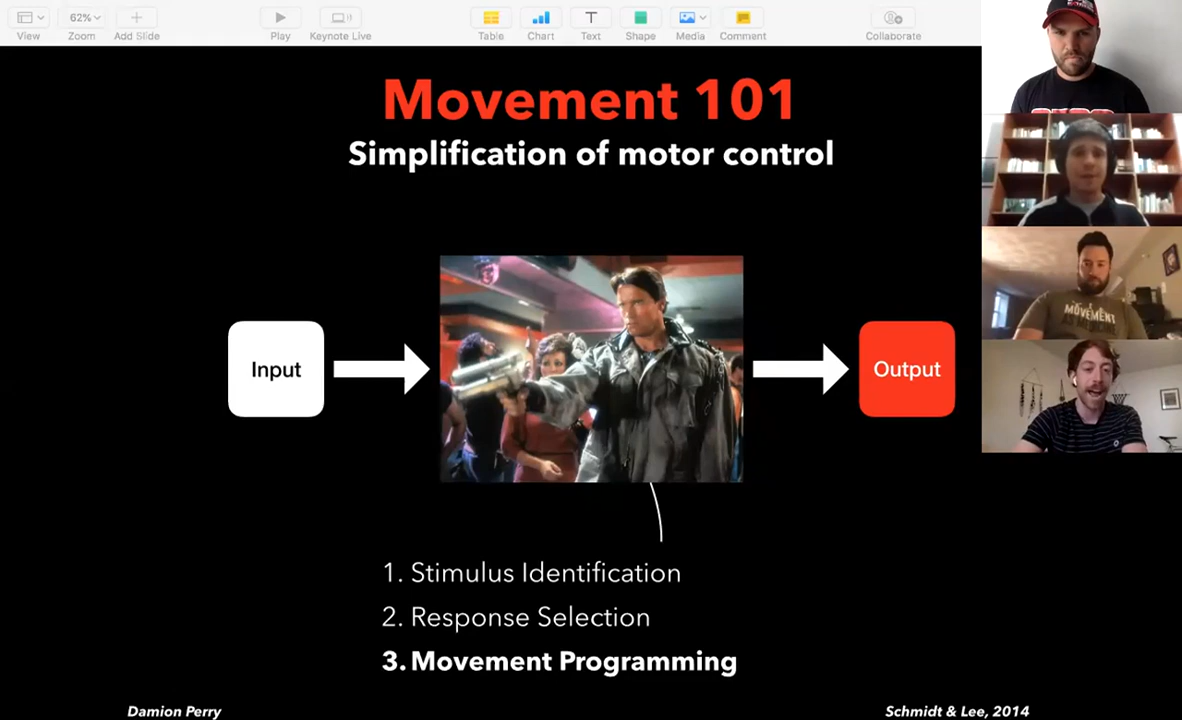 62%
View
Zoom
Add Slide
Play
Keynote Live
Table
Chart
Text
Shape
Media
Comment
Collaborate
Movement 101
Simplification of motor control
Input
Output
MOVEMENT
1. Stimulus Identification
2. Response Selection
3. Movement Programming
Damion Perry
Schmidt & Lee, 2014